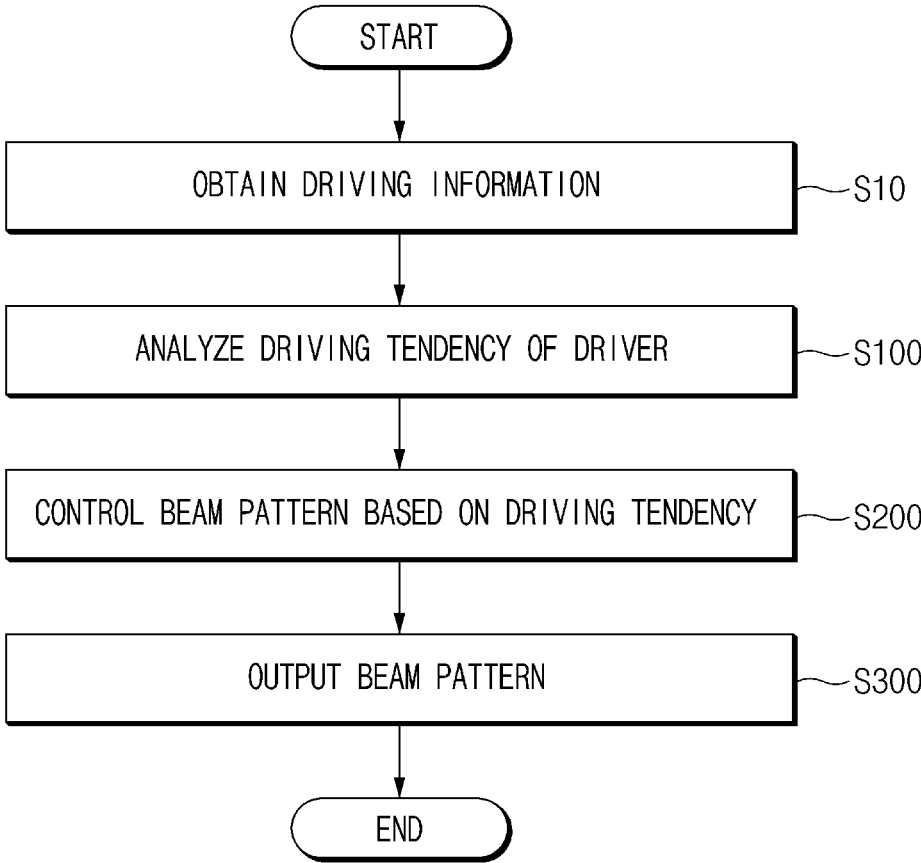 START
OBTAIN DRIVING INFORMATION
S10
ANALYZE DRIVING TENDENCY OF DRIVER
S100
CONTROL BEAM PATTERN BASED ON DRIVING TENDENCY
S200
OUTPUT BEAM PATTERN
S300
END